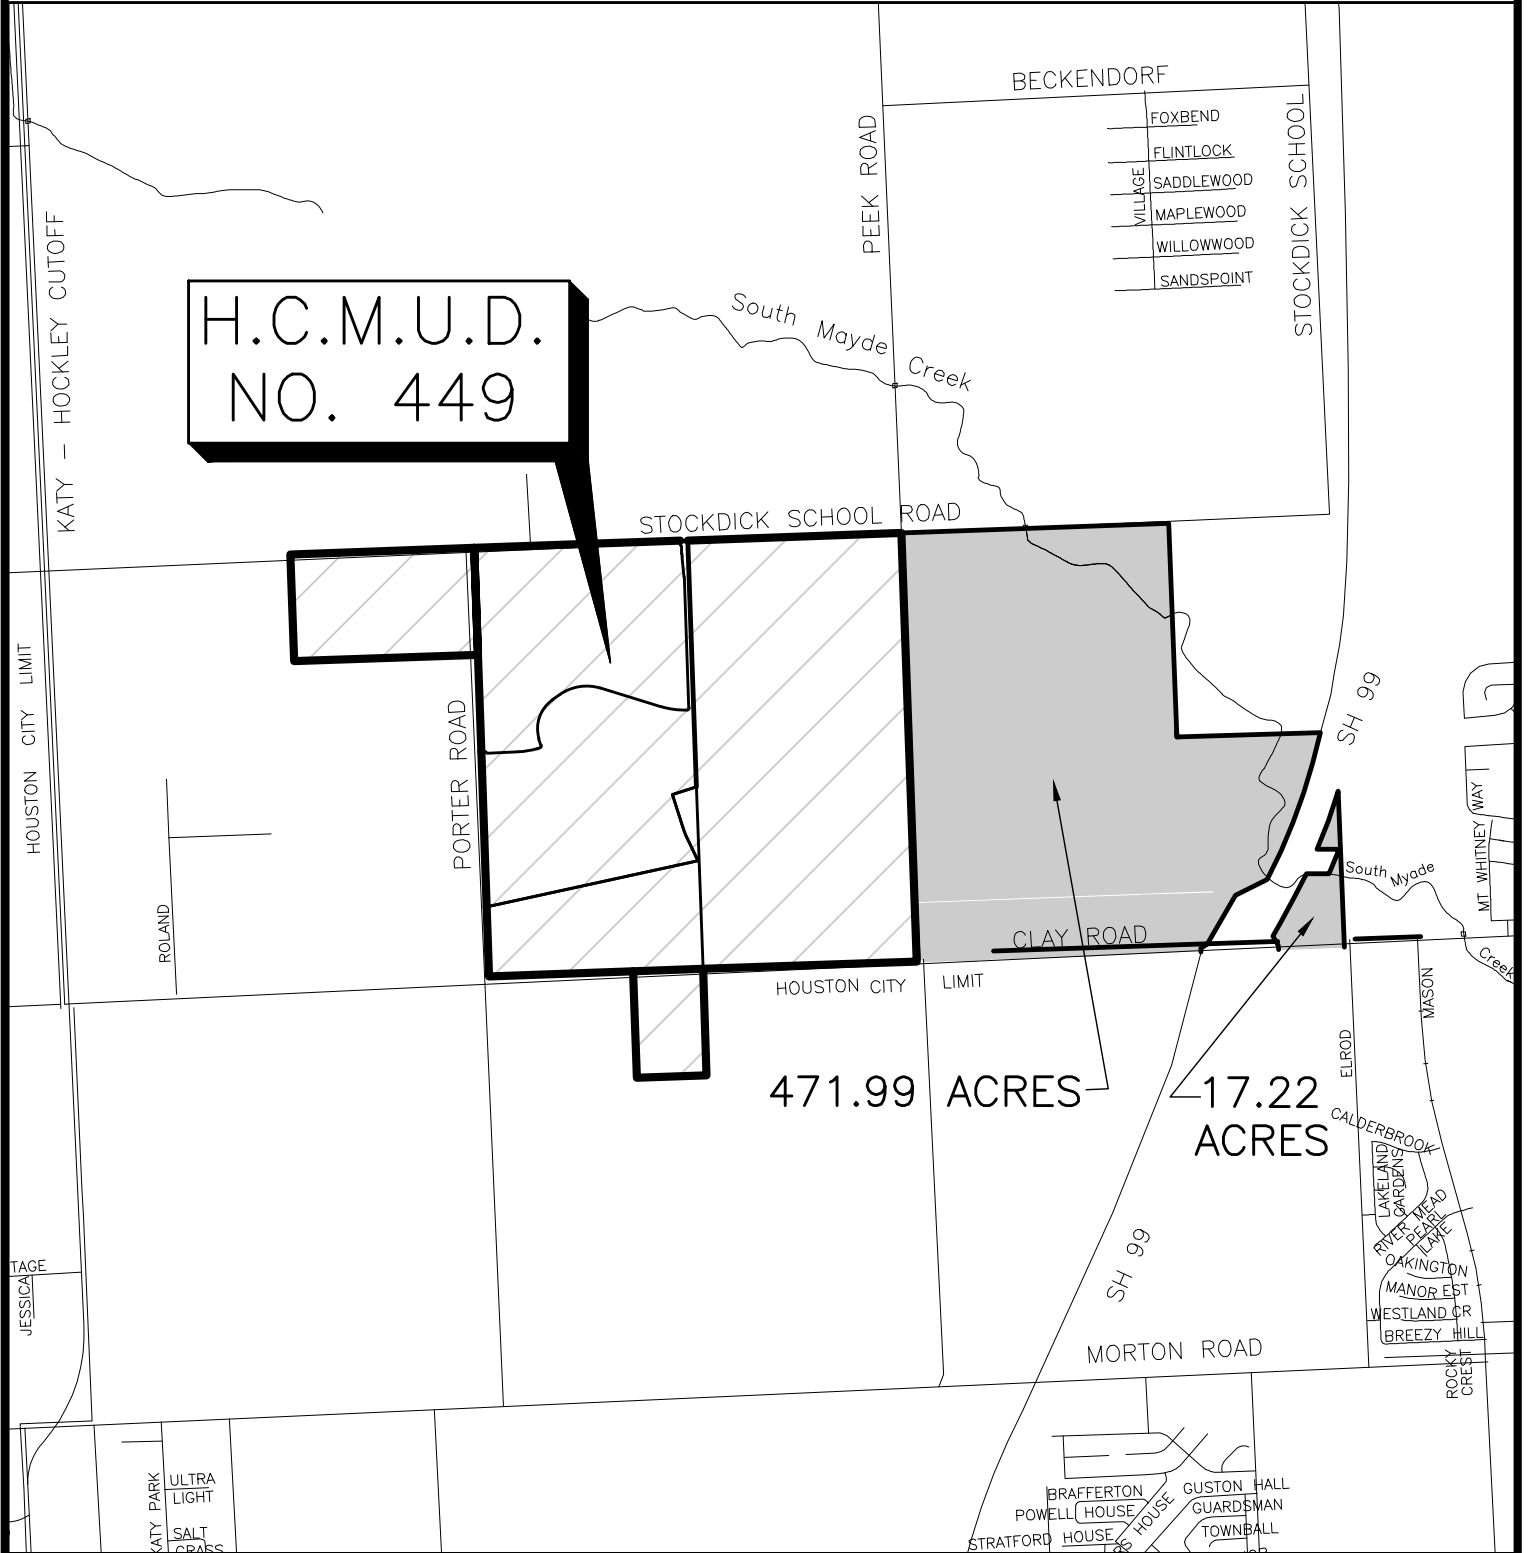 BECKENDORF
FOXBEND
FLINTLOCK
SADDLEWOOD
VILLAGE
MAPLEWOOD
WILLOWWOOD
SANDSPOINT
PEEK ROAD
STOCKDICK SCHOOL
KATY - HOCKLEY CUTOFF
H.C.M.U.D.
NO. 449
South Mayde Creek
STOCKDICK SCHOOL ROAD
HOUSTON CITY LIMIT
PORTER ROAD
ROLAND
SH 99
MT WHITNEY WAY
South Myade
Creek
CLAY ROAD
HOUSTON CITY LIMIT
MASON
ELROD
471.99 ACRES
17.22
ACRES
CALDERBROOK
LAKELAND
GARDENS
RIVER MEAD
PEARL
LAKE
OAKINGTON
MANOR EST
WESTLAND CR
BREEZY HILL
ROCKY
CREST
SH 99
MORTON ROAD
TAGE
JESSICA
KATY PARK
ULTRA
LIGHT
SALT
GRASS
BRAFFERTON
GUSTON HALL
POWELL HOUSE
GUARDSMAN
STRATFORD HOUSE
HOUSE
TOWNBALL